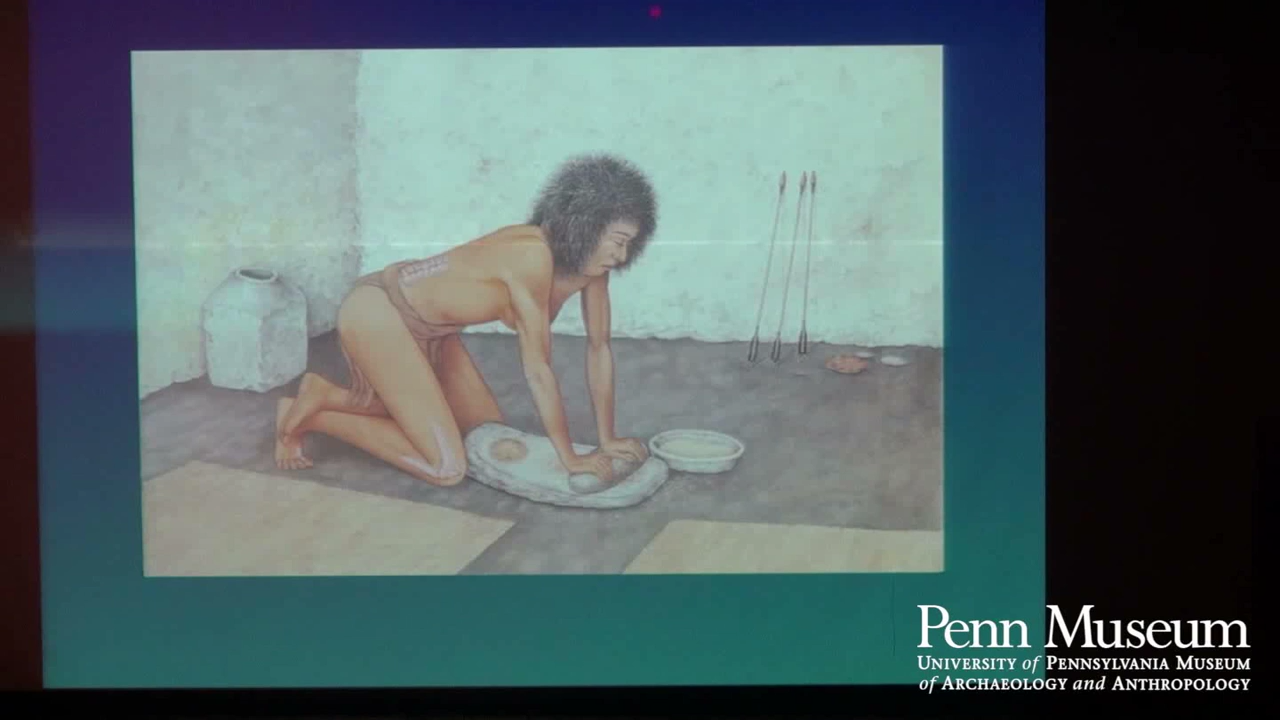 Penn Museum
UNIVERSITY of PENNSYLVANIA MUSEUM
of ARCHAEOLOGY and ANTHROPOLOGY